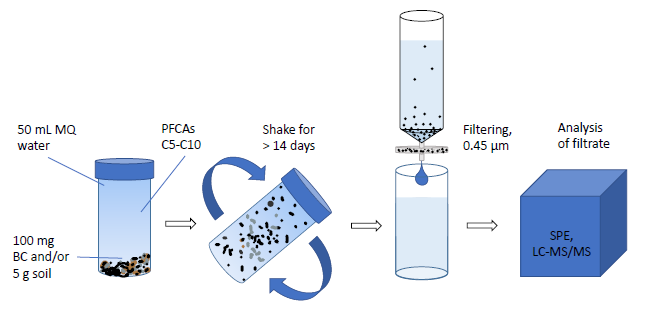 50 mL MQ
water
PFCAs
C5-C10
100 mg
BC and/or
5 g soil
Shake for
> 14 days
Filtering,
0.45 µm
Analysis
of filtrate
SPE,
LC-MS/MS